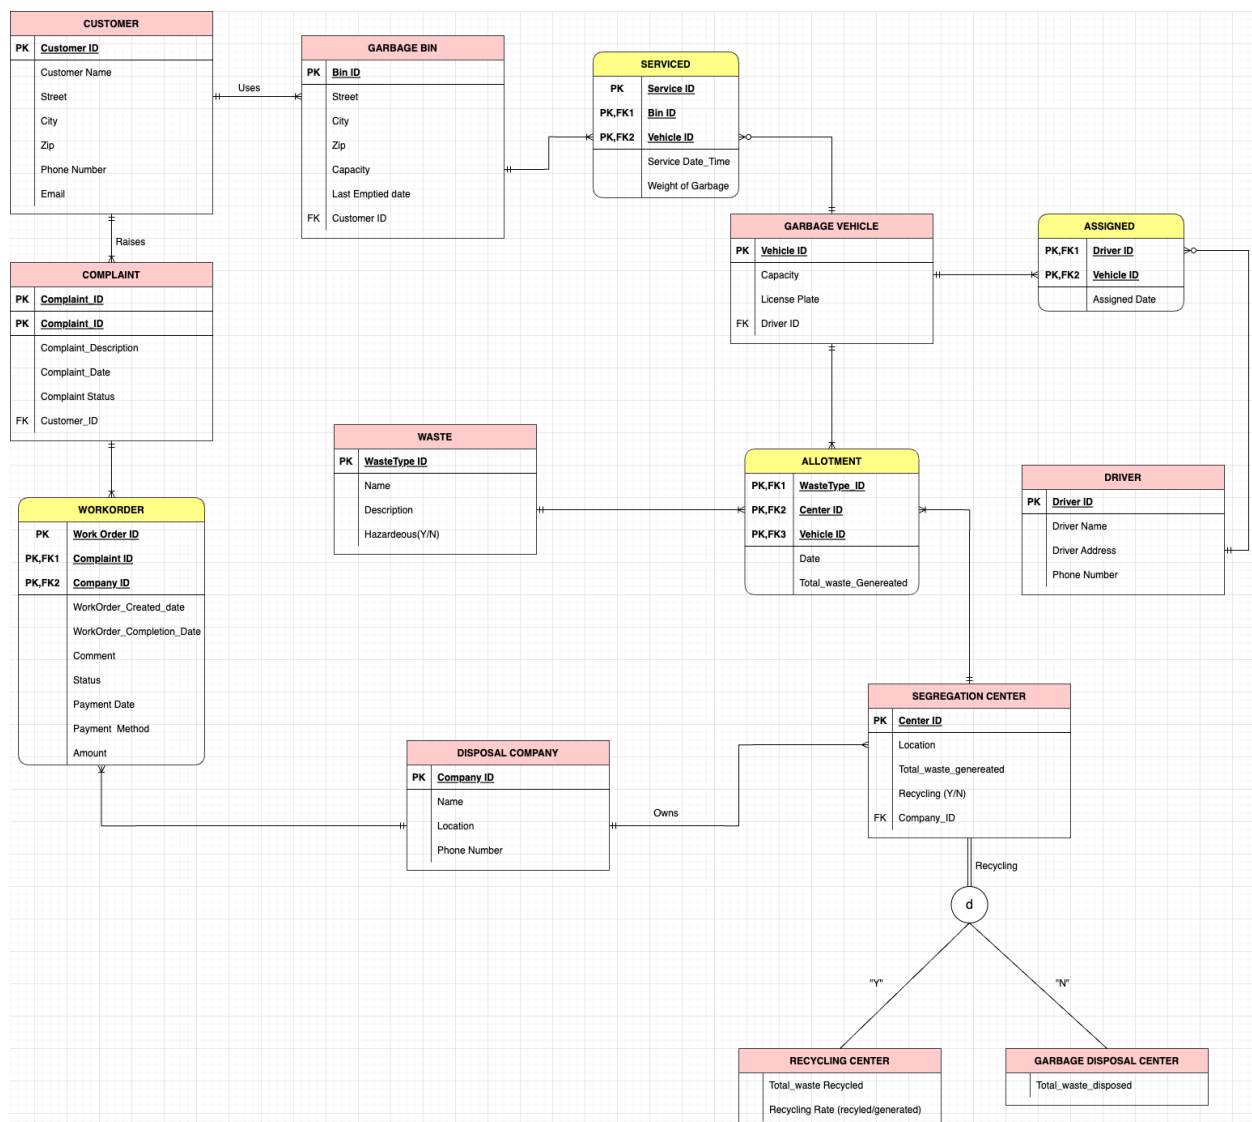 CUSTOMER
PK Customer ID
Customer Name
Street
City
Zip
Phone Number
Email
Uses
GARBAGE BIN
PK Bin ID
Street
City
Zip
Capacity
Last Emptied date
FK Customer ID
SERVICED
PK Service ID
PK,FK1 Bin ID
PK,FK2 Vehicle ID
Service Date_Time
Weight of Garbage
GARBAGE VEHICLE
PK Vehicle ID
Capacity
License Plate
FK Driver ID
ASSIGNED
PK,FK1 Driver ID
PK,FK2 Vehicle ID
Assigned Date
Raises
COMPLAINT
PK Complaint_ID
PK Complaint_ID
Complaint_Description
Complaint_Date
Complaint Status
FK Customer_ID
WASTE
PK WasteType ID
Name
Description
Hazardeous(Y/N)
ALLOTMENT
PK,FK1 WasteType_ID
PK,FK2 Center ID
PK,FK3 Vehicle ID
Date
Total_waste_Genereated
DRIVER
PK Driver ID
Driver Name
Driver Address
Phone Number
WORKORDER
PK Work Order ID
PK,FK1 Complaint ID
PK,FK2 Company ID
WorkOrder_Created_date
WorkOrder_Completion_Date
Comment
Status
Payment Date
Payment Method
Amount
DISPOSAL COMPANY
PK Company ID
Name
Location
Phone Number
Owns
SEGREGATION CENTER
PK Center ID
Location
Total_waste_genereated
Recycling (Y/N)
FK Company_ID
Recycling
d
"Y"
"N"
RECYCLING CENTER
Total_waste Recycled
Recycling Rate (recyled/generated)
GARBAGE DISPOSAL CENTER
Total_waste_disposed